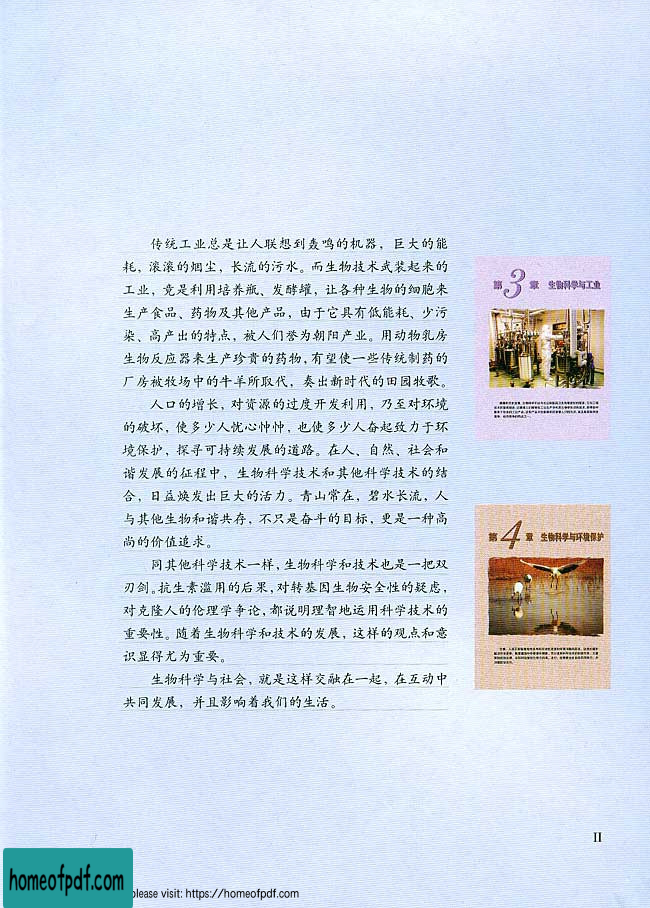 传统工业总是让人联想到轰鸣的机器，巨大的能
耗，滚滚的烟尘，长流的污水。而生物技术武装起来的
工业，竟是利用培养瓶、发酵罐，让各种生物的细胞来
生产食品、药物及其他产品，由于它具有低能耗、少污
染、高产出的特点，被人们誉为朝阳产业。用动物乳房
生物反应器来生产珍贵的药物，有望使一些传统制药的
厂房被牧场中的牛羊所取代，奏出新时代的田园牧歌。
人口的增长，对资源的过度开发利用，乃至对环境
的破坏，使多少人忧心忡忡，也使多少人奋起致力于环
境保护，探寻可持续发展的道路。在人、自然、社会和
谐发展的征程中，生物科学技术和其他科学技术的结
合，日益焕发出巨大的活力。青山常在，碧水长流，人
与其他生物和谐共存，不只是奋斗的目标，更是一种高
尚的价值追求。
同其他科学技术一样，生物科学和技术也是一把双
刃剑。抗生素滥用的后果，对转基因生物安全性的疑虑，
对克隆人的伦理学争论，都说明理智地运用科学技术的
重要性。随着生物科学和技术的发展，这样的观点和意
识显得尤为重要。
生物科学与社会，就是这样交融在一起，在互动中
共同发展，并且影响着我们的生活。
第3章 生物科学与工业
第4章 生物科学与环境保护
II
homeofpdf.com
please visit: https://homeofpdf.com